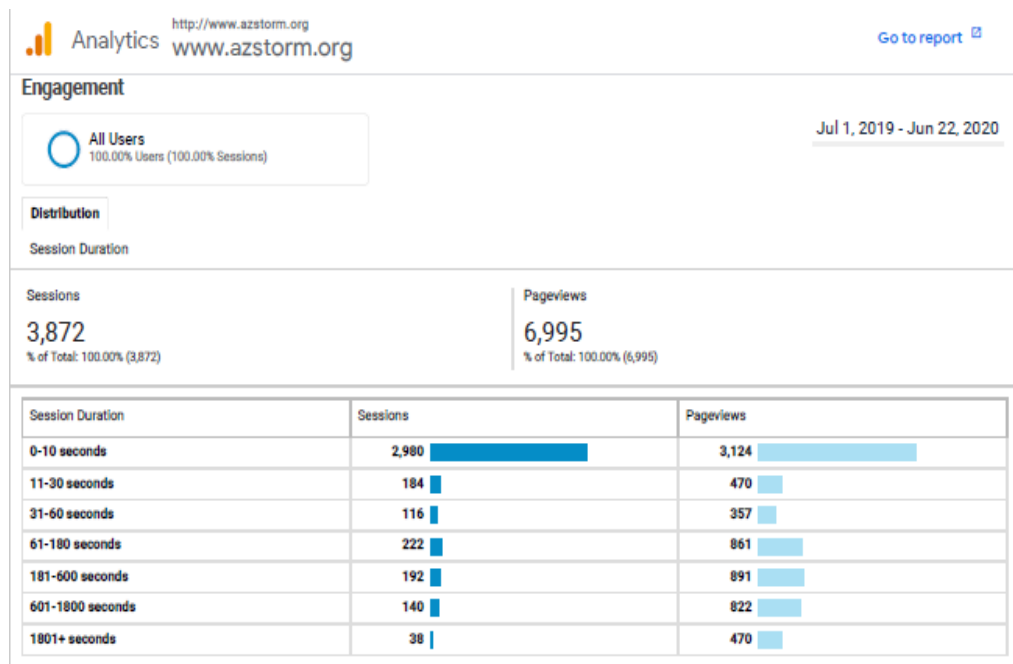 http://www.azstorm.org
Analytics www.azstorm.org
Go to report
Engagement
All Users
100.00% Users (100.00% Sessions)
Jul 1, 2019 - Jun 22, 2020
Distribution
Session Duration
Sessions Pageviews
3,872 6,995
% of Total: 100.00% (3,872) % of Total: 100.00% (6,995)
Session Duration Sessions Pageviews
0-10 seconds 2,980 3,124
11-30 seconds 184 470
31-60 seconds 116 357
61-180 seconds 222 861
181-600 seconds 192 891
601-1800 seconds 140 822
1801+ seconds 38 470